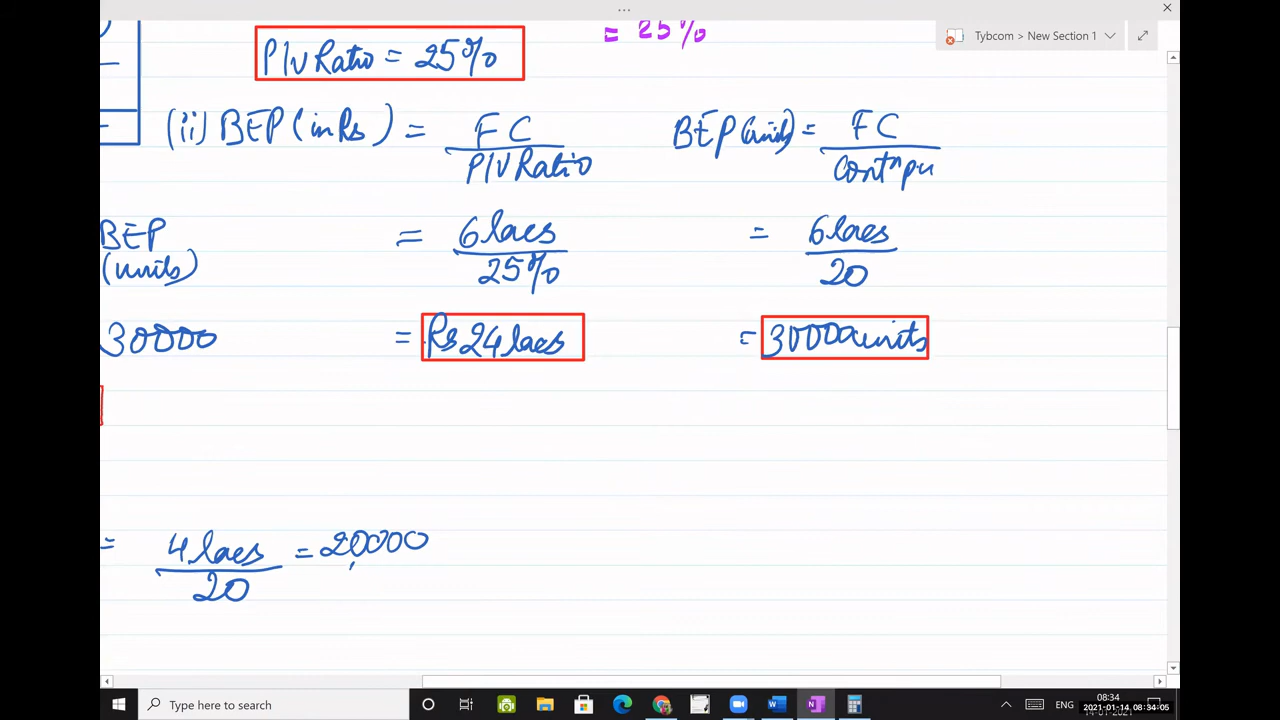 = 25%
Tybcom > New Section 1
P/V Ratio = 25%
(ii) BEP (in Rs) = FC / P/V Ratio
BEP (units) = FC / Contn pu
BEP (units)
= 6 lacs / 25%
= 6 lacs / 20
30000
= Rs 24 lacs
= 30000 units
= 4 lacs / 20 = 20000
Type here to search
ENG
08:34
2021-01-14, 08:34:05